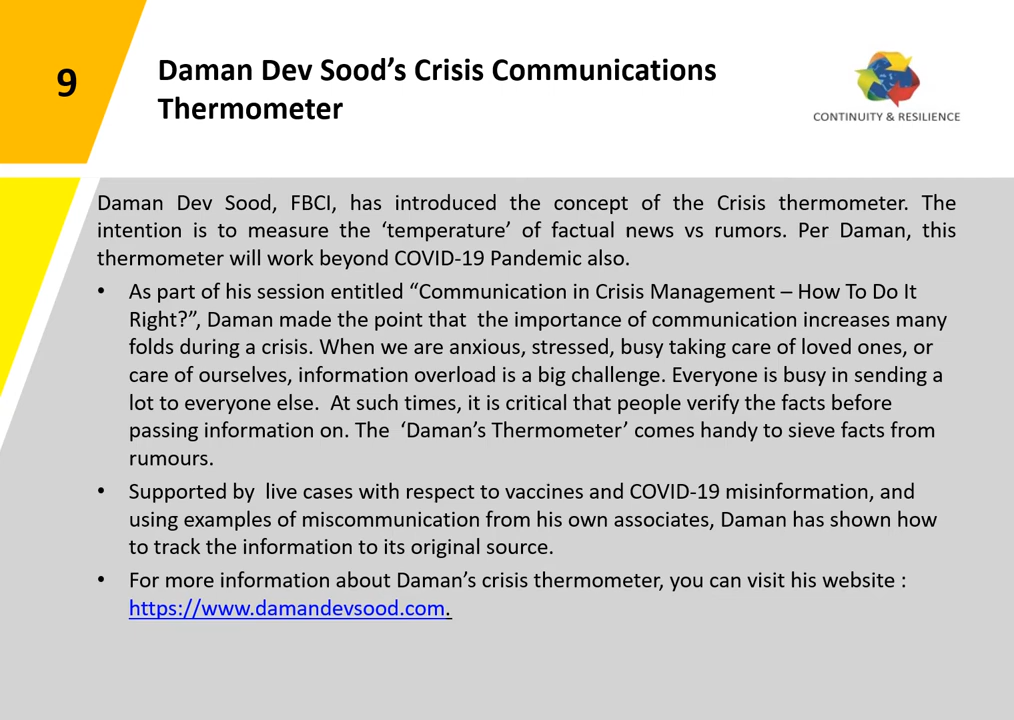 9
Daman Dev Sood’s Crisis Communications
Thermometer
CONTINUITY & RESILIENCE
Daman Dev Sood, FBCI, has introduced the concept of the Crisis thermometer. The
intention is to measure the ‘temperature’ of factual news vs rumors. Per Daman, this
thermometer will work beyond COVID-19 Pandemic also.
• As part of his session entitled “Communication in Crisis Management – How To Do It
Right?”, Daman made the point that  the importance of communication increases many
folds during a crisis. When we are anxious, stressed, busy taking care of loved ones, or
care of ourselves, information overload is a big challenge. Everyone is busy in sending a
lot to everyone else.  At such times, it is critical that people verify the facts before
passing information on. The  ‘Daman’s Thermometer’ comes handy to sieve facts from
rumours.
• Supported by  live cases with respect to vaccines and COVID-19 misinformation, and
using examples of miscommunication from his own associates, Daman has shown how
to track the information to its original source.
• For more information about Daman’s crisis thermometer, you can visit his website :
https://www.damandevsood.com.